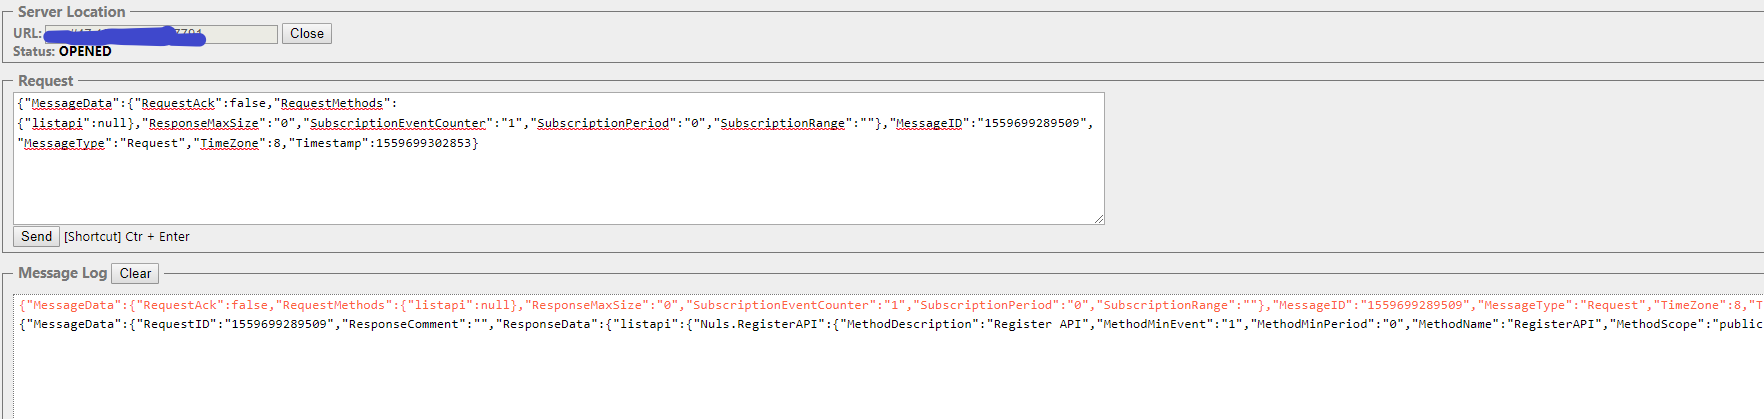 Server Location
URL: Close
Status: OPENED
Request
{"MessageData":{"RequestAck":false,"RequestMethods":
{"listapi":null},"ResponseMaxSize":"0","SubscriptionEventCounter":"1","SubscriptionPeriod":"0","SubscriptionRange":""},"MessageID":"1559699289509",
"MessageType":"Request","TimeZone":8,"Timestamp":1559699302853}
Send [Shortcut] Ctr + Enter
Message Log Clear
{"MessageData":{"RequestAck":false,"RequestMethods":{"listapi":null},"ResponseMaxSize":"0","SubscriptionEventCounter":"1","SubscriptionPeriod":"0","SubscriptionRange":""},"MessageID":"1559699289509","MessageType":"Request","TimeZone":8,"T
{"MessageData":{"RequestID":"1559699289509","ResponseComment":"","ResponseData":{"listapi":{"Nuls.RegisterAPI":{"MethodDescription":"Register API","MethodMinEvent":"1","MethodMinPeriod":"0","MethodName":"RegisterAPI","MethodScope":"public